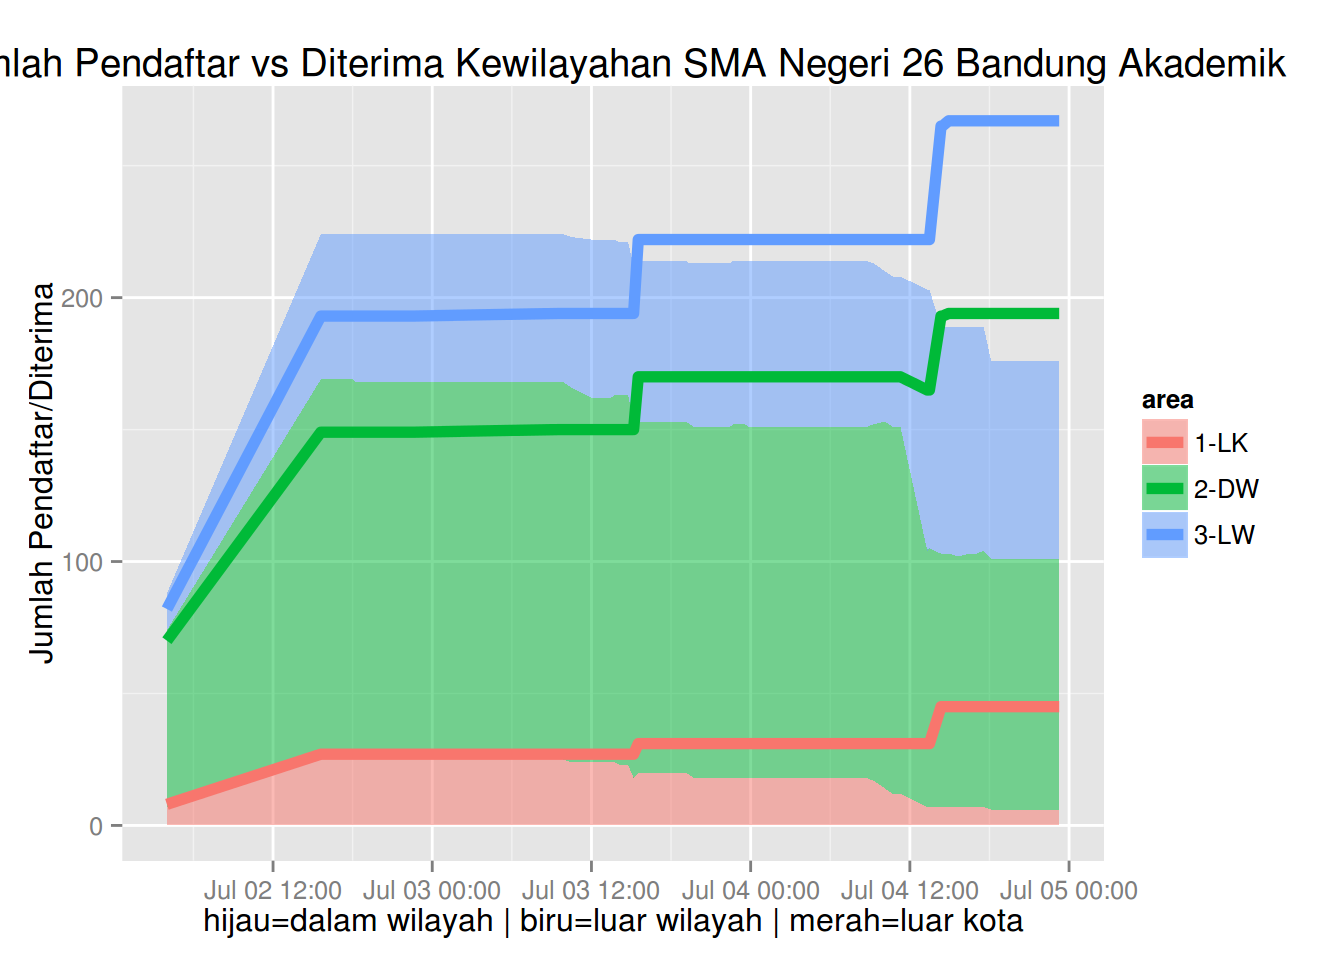 Pendaftar vs Diterima Kewilayahan SMA Negeri 26 Bandung Akademik
Jumlah Pendaftar/Diterima
200
100
0
Jul 02 12:00
Jul 03 00:00
Jul 03 12:00
Jul 04 00:00
Jul 04 12:00
Jul 05 00:00
hijau=dalam wilayah | biru=luar wilayah | merah=luar kota
area
1-LK
2-DW
3-LW